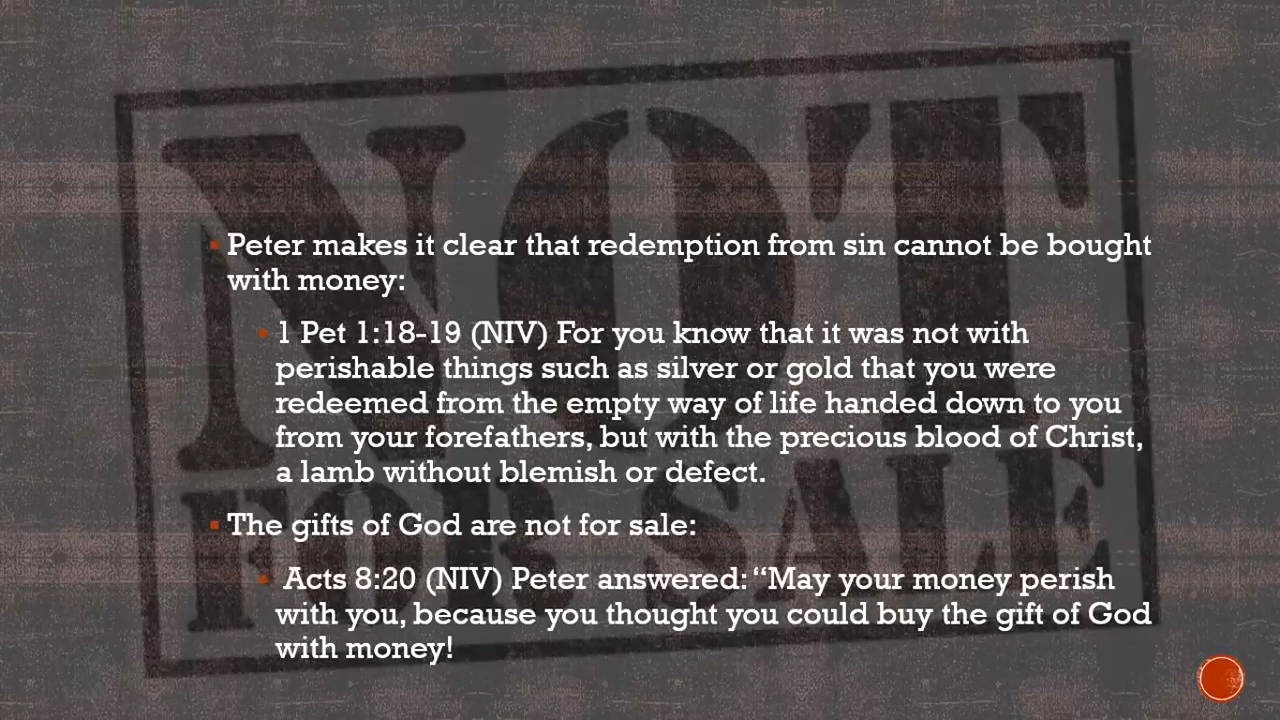 NOT
FOR SALE
Peter makes it clear that redemption from sin cannot be bought
with money:
1 Pet 1:18-19 (NIV) For you know that it was not with
perishable things such as silver or gold that you were
redeemed from the empty way of life handed down to you
from your forefathers, but with the precious blood of Christ,
a lamb without blemish or defect.
The gifts of God are not for sale:
Acts 8:20 (NIV) Peter answered: “May your money perish
with you, because you thought you could buy the gift of God
with money!